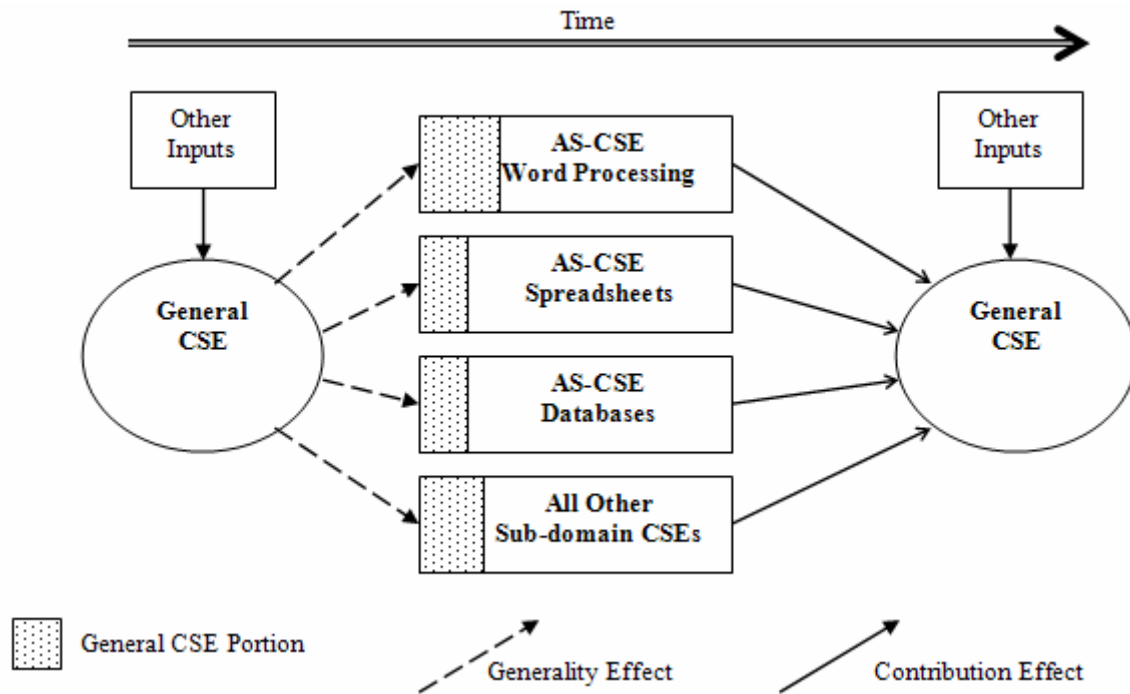 Time
Other
Inputs
Other
Inputs
AS-CSE
Word Processing
General
CSE
AS-CSE
Spreadsheets
General
CSE
AS-CSE
Databases
All Other
Sub-domain CSEs
General CSE Portion
Generality Effect
Contribution Effect